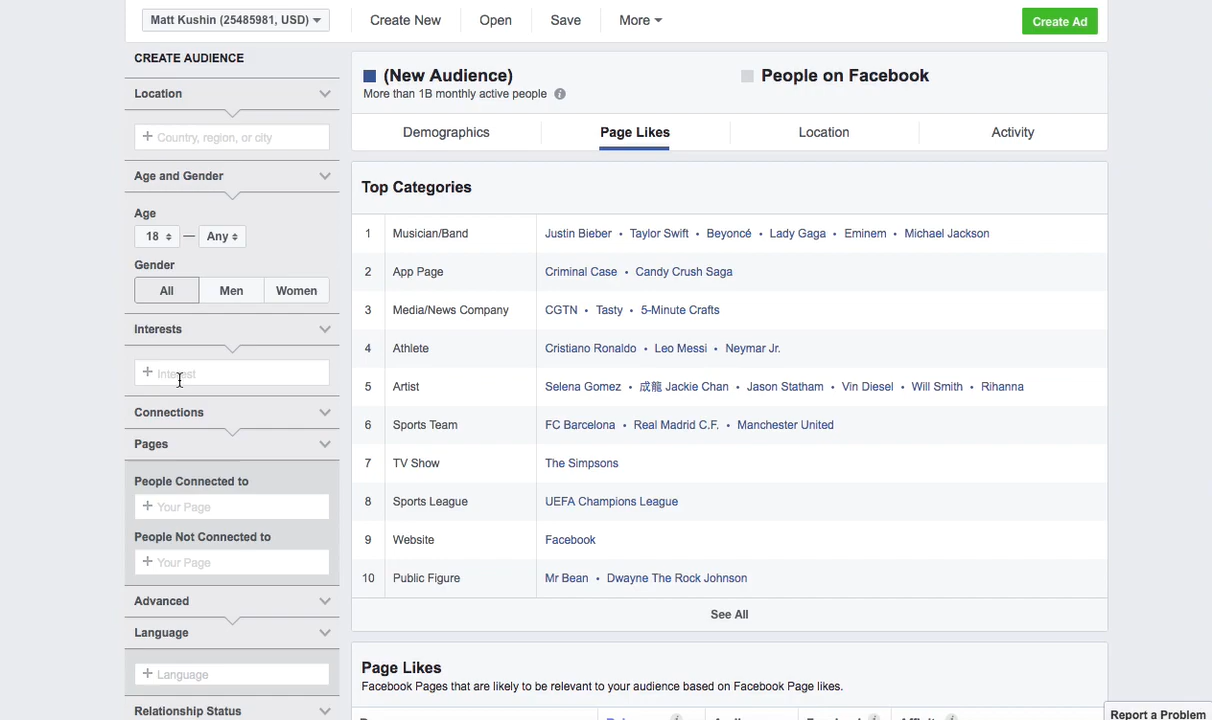 Matt Kushin (25485981, USD)
Create New
Open
Save
More
Create Ad
CREATE AUDIENCE
Location
+ Country, region, or city
Age and Gender
Age
18 — Any
Gender
All Men Women
Interests
+ Interest
Connections
Pages
People Connected to
+ Your Page
People Not Connected to
+ Your Page
Advanced
Language
+ Language
Relationship Status
(New Audience)
More than 1B monthly active people
People on Facebook
Demographics
Page Likes
Location
Activity
Top Categories
1 Musician/Band Justin Bieber • Taylor Swift • Beyoncé • Lady Gaga • Eminem • Michael Jackson
2 App Page Criminal Case • Candy Crush Saga
3 Media/News Company CGTN • Tasty • 5-Minute Crafts
4 Athlete Cristiano Ronaldo • Leo Messi • Neymar Jr.
5 Artist Selena Gomez • 成龍 Jackie Chan • Jason Statham • Vin Diesel • Will Smith • Rihanna
6 Sports Team FC Barcelona • Real Madrid C.F. • Manchester United
7 TV Show The Simpsons
8 Sports League UEFA Champions League
9 Website Facebook
10 Public Figure Mr Bean • Dwayne The Rock Johnson
See All
Page Likes
Facebook Pages that are likely to be relevant to your audience based on Facebook Page likes.
Report a Problem